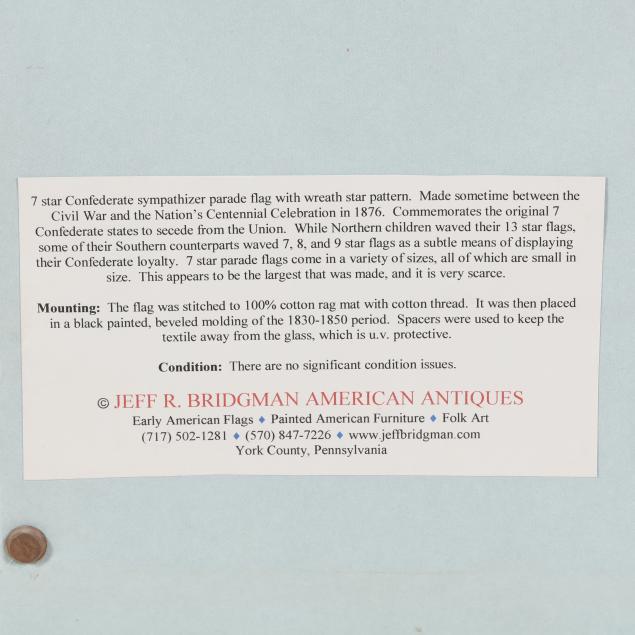 7 star Confederate sympathizer parade flag with wreath star pattern. Made sometime between the
Civil War and the Nation's Centennial Celebration in 1876. Commemorates the original 7
Confederate states to secede from the Union. While Northern children waved their 13 star flags,
some of their Southern counterparts waved 7, 8, and 9 star flags as a subtle means of displaying
their Confederate loyalty. 7 star parade flags come in a variety of sizes, all of which are small in
size. This appears to be the largest that was made, and it is very scarce.
Mounting: The flag was stitched to 100% cotton rag mat with cotton thread. It was then placed
in a black painted, beveled molding of the 1830-1850 period. Spacers were used to keep the
textile away from the glass, which is u.v. protective.
Condition: There are no significant condition issues.
© JEFF R. BRIDGMAN AMERICAN ANTIQUES
Early American Flags ♦ Painted American Furniture ♦ Folk Art
(717) 502-1281 ♦ (570) 847-7226 ♦ www.jeffbridgman.com
York County, Pennsylvania